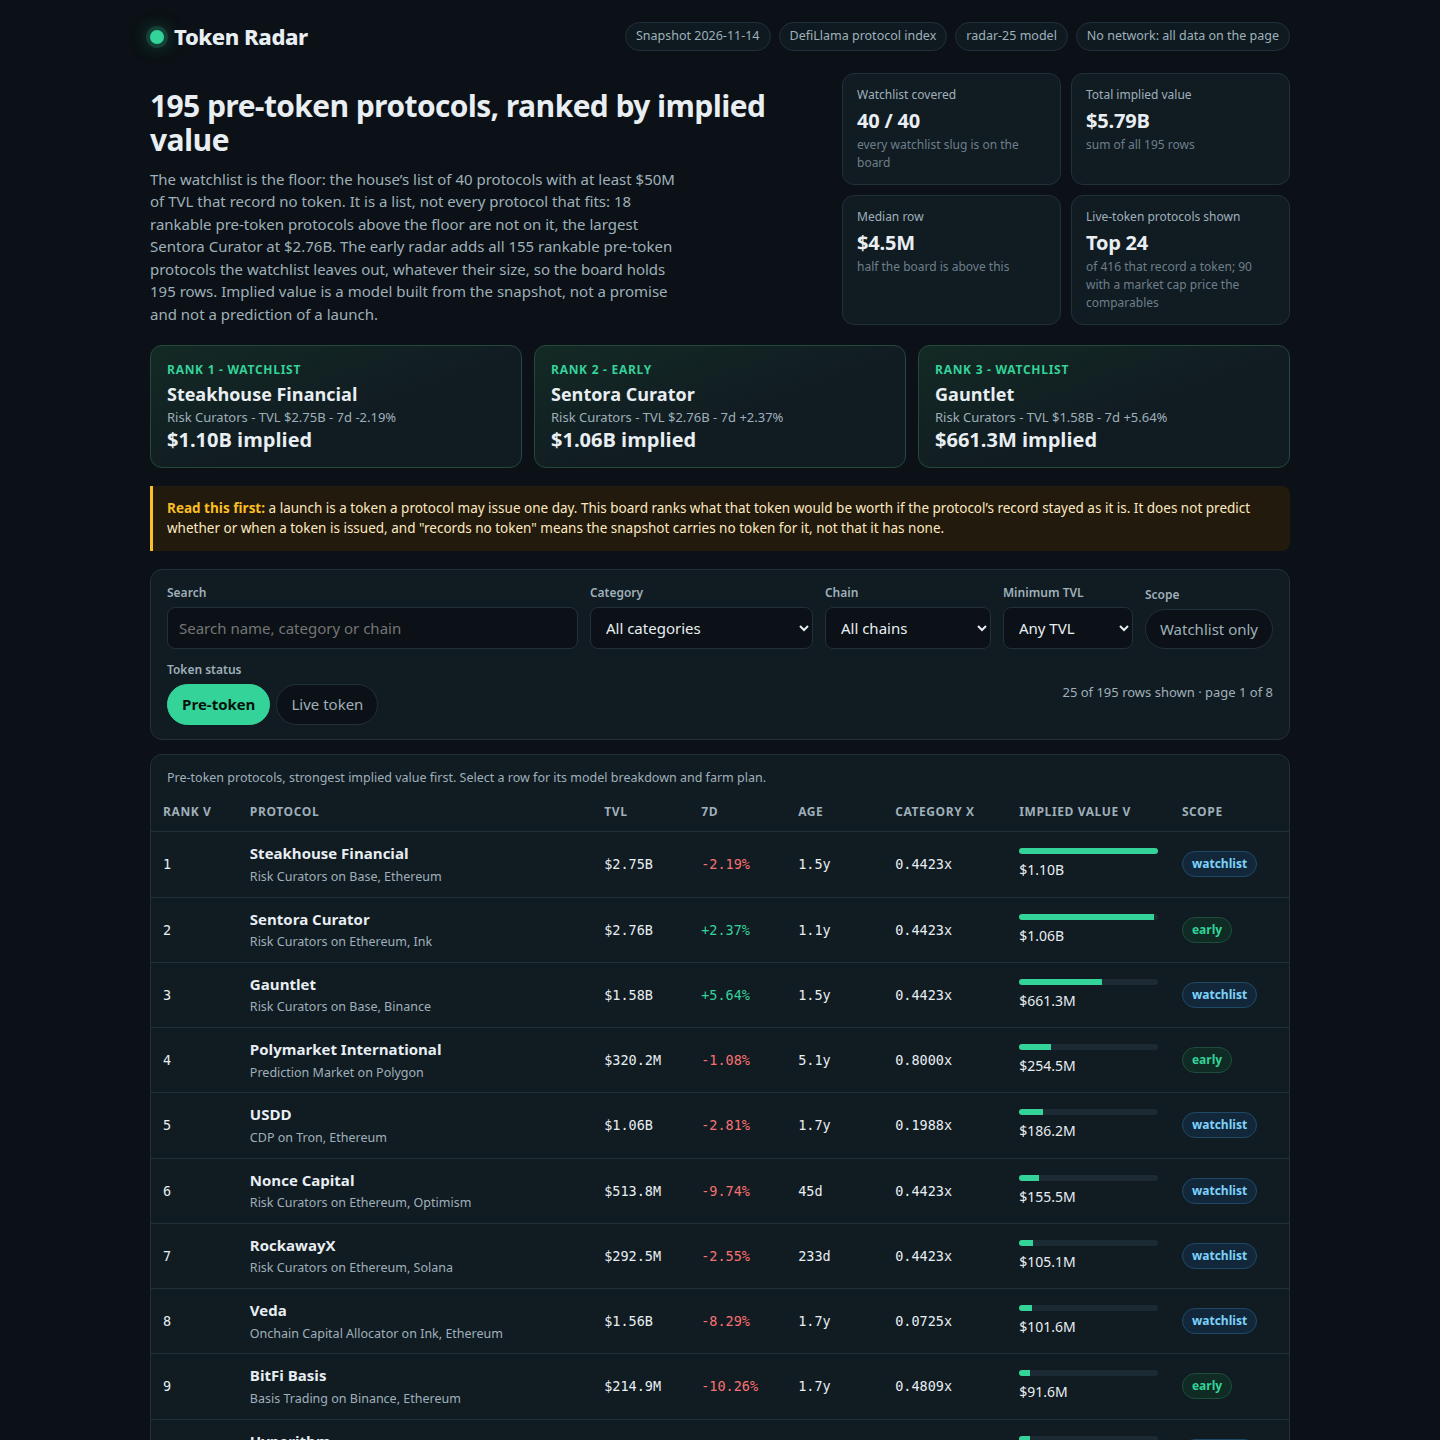 Token Radar
Snapshot 2026-11-14
DefiLlama protocol index
radar-25 model
No network: all data on the page
195 pre-token protocols, ranked by implied
value
The watchlist is the floor: the house's list of 40 protocols with at least $50M
of TVL that record no token. It is a list, not every protocol that fits: 18
rankable pre-token protocols above the floor are not on it, the largest
Sentora Curator at $2.76B. The early radar adds all 155 rankable pre-token
protocols the watchlist leaves out, whatever their size, so the board holds
195 rows. Implied value is a model built from the snapshot, not a promise
and not a prediction of a launch.
Watchlist covered
40 / 40
every watchlist slug is on the
board
Total implied value
$5.79B
sum of all 195 rows
Median row
$4.5M
half the board is above this
Live-token protocols shown
Top 24
of 416 that record a token; 90
with a market cap price the
comparables
RANK 1 - WATCHLIST
Steakhouse Financial
Risk Curators - TVL $2.75B - 7d -2.19%
$1.10B implied
RANK 2 - EARLY
Sentora Curator
Risk Curators - TVL $2.76B - 7d +2.37%
$1.06B implied
RANK 3 - WATCHLIST
Gauntlet
Risk Curators - TVL $1.58B - 7d +5.64%
$661.3M implied
Read this first: a launch is a token a protocol may issue one day. This board ranks what that token would be worth if the protocol's record stayed as it is. It does not predict
whether or when a token is issued, and "records no token" means the snapshot carries no token for it, not that it has none.
Search
Search name, category or chain
Category
All categories
Chain
All chains
Minimum TVL
Any TVL
Scope
Watchlist only
Token status
Pre-token
Live token
25 of 195 rows shown · page 1 of 8
Pre-token protocols, strongest implied value first. Select a row for its model breakdown and farm plan.
RANK V PROTOCOL TVL 7D AGE CATEGORY X IMPLIED VALUE V SCOPE
1 Steakhouse Financial $2.75B -2.19% 1.5y 0.4423x $1.10B watchlist
Risk Curators on Base, Ethereum
2 Sentora Curator $2.76B +2.37% 1.1y 0.4423x $1.06B early
Risk Curators on Ethereum, Ink
3 Gauntlet $1.58B +5.64% 1.5y 0.4423x $661.3M watchlist
Risk Curators on Base, Binance
4 Polymarket International $320.2M -1.08% 5.1y 0.8000x $254.5M early
Prediction Market on Polygon
5 USDD $1.06B -2.81% 1.7y 0.1988x $186.2M watchlist
CDP on Tron, Ethereum
6 Nonce Capital $513.8M -9.74% 45d 0.4423x $155.5M watchlist
Risk Curators on Ethereum, Optimism
7 RockawayX $292.5M -2.55% 233d 0.4423x $105.1M watchlist
Risk Curators on Ethereum, Solana
8 Veda $1.56B -8.29% 1.7y 0.0725x $101.6M watchlist
Onchain Capital Allocator on Ink, Ethereum
9 BitFi Basis $214.9M -10.26% 1.7y 0.4809x $91.6M early
Basis Trading on Binance, Ethereum